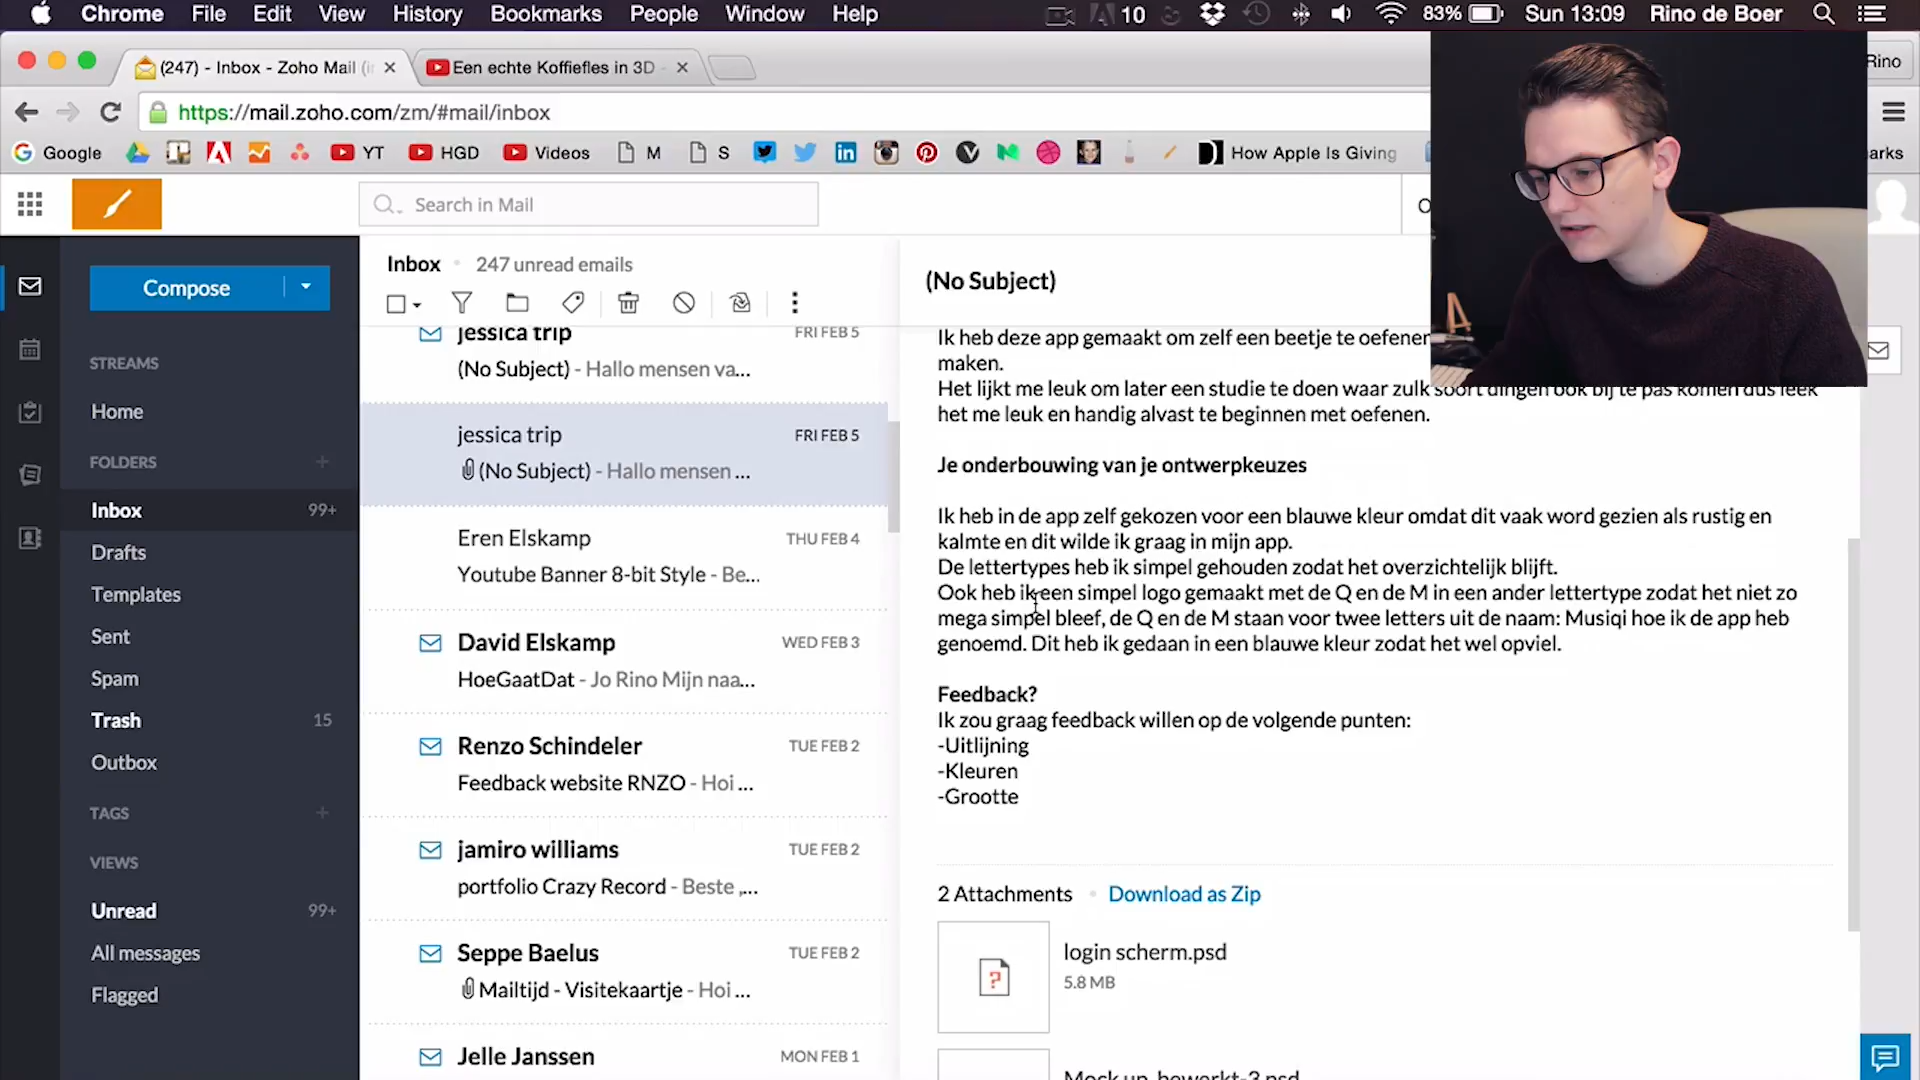 Chrome File Edit View History Bookmarks People Window Help 10 83% Sun 13:09 Rino de Boer
(247) - Inbox - Zoho Mail (i
Een echte Koffiefles in 3D -
Rino
https://mail.zoho.com/zm/#mail/inbox
Google YT HGD Videos M S How Apple Is Giving
arks
Search in Mail
Compose
STREAMS
Home
FOLDERS
Inbox 99+
Drafts
Templates
Sent
Spam
Trash 15
Outbox
TAGS
VIEWS
Unread 99+
All messages
Flagged
Inbox • 247 unread emails
jessica trip FRI FEB 5
(No Subject) - Hallo mensen va...
jessica trip FRI FEB 5
(No Subject) - Hallo mensen ...
Eren Elskamp THU FEB 4
Youtube Banner 8-bit Style - Be...
David Elskamp WED FEB 3
HoeGaatDat - Jo Rino Mijn naa...
Renzo Schindeler TUE FEB 2
Feedback website RNZO - Hoi ...
jamiro williams TUE FEB 2
portfolio Crazy Record - Beste ,...
Seppe Baelus TUE FEB 2
Mailtijd - Visitekaartje - Hoi ...
Jelle Janssen MON FEB 1
(No Subject)
Ik heb deze app gemaakt om zelf een beetje te oefenen
maken.
Het lijkt me leuk om later een studie te doen waar zulk soort dingen ook bij te pas komen dus leek
het me leuk en handig alvast te beginnen met oefenen.
Je onderbouwing van je ontwerpkeuzes
Ik heb in de app zelf gekozen voor een blauwe kleur omdat dit vaak word gezien als rustig en
kalmte en dit wilde ik graag in mijn app.
De lettertypes heb ik simpel gehouden zodat het overzichtelijk blijft.
Ook heb ik een simpel logo gemaakt met de Q en de M in een ander lettertype zodat het niet zo
mega simpel bleef, de Q en de M staan voor twee letters uit de naam: Musiqi hoe ik de app heb
genoemd. Dit heb ik gedaan in een blauwe kleur zodat het wel opviel.
Feedback?
Ik zou graag feedback willen op de volgende punten:
-Uitlijning
-Kleuren
-Grootte
2 Attachments • Download as Zip
login scherm.psd
5.8 MB
Mock up bewerkt-3.psd